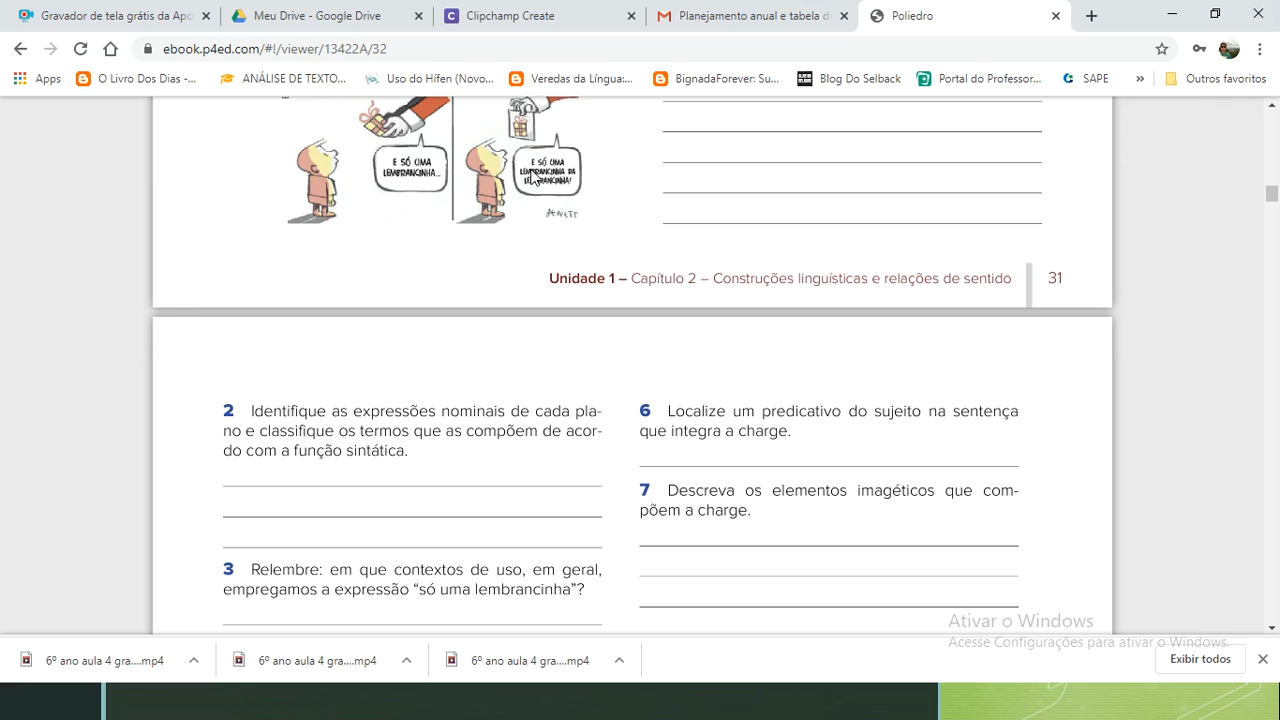 Gravador de tela grátis da Apo
Meu Drive - Google Drive
Clipchamp Create
Planejamento anual e tabela de
Poliedro
ebook.p4ed.com/#!/viewer/13422A/32
Apps
O Livro Dos Dias -...
ANÁLISE DE TEXTO...
Uso do Hífen (Novo...
Veredas da Língua:...
BignadaForever: Su...
Blog Do Selback
Portal do Professor...
SAPE
»
Outros favoritos
E SÓ UMA
LEMBRANCINHA...
E SÓ UMA
LEMBRANCINHA DA
LEMBRANCINHA!
BENETT
Unidade 1 – Capítulo 2 – Construções linguísticas e relações de sentido 31
2 Identifique as expressões nominais de cada pla-
no e classifique os termos que as compõem de acor-
do com a função sintática.
3 Relembre: em que contextos de uso, em geral,
empregamos a expressão “só uma lembrancinha”?
6 Localize um predicativo do sujeito na sentença
que integra a charge.
7 Descreva os elementos imagéticos que com-
põem a charge.
Ativar o Windows
Acesse Configurações para ativar o Windows.
6º ano aula 4 gra....mp4
6º ano aula 4 gra....mp4
6º ano aula 4 gra....mp4
Exibir todos